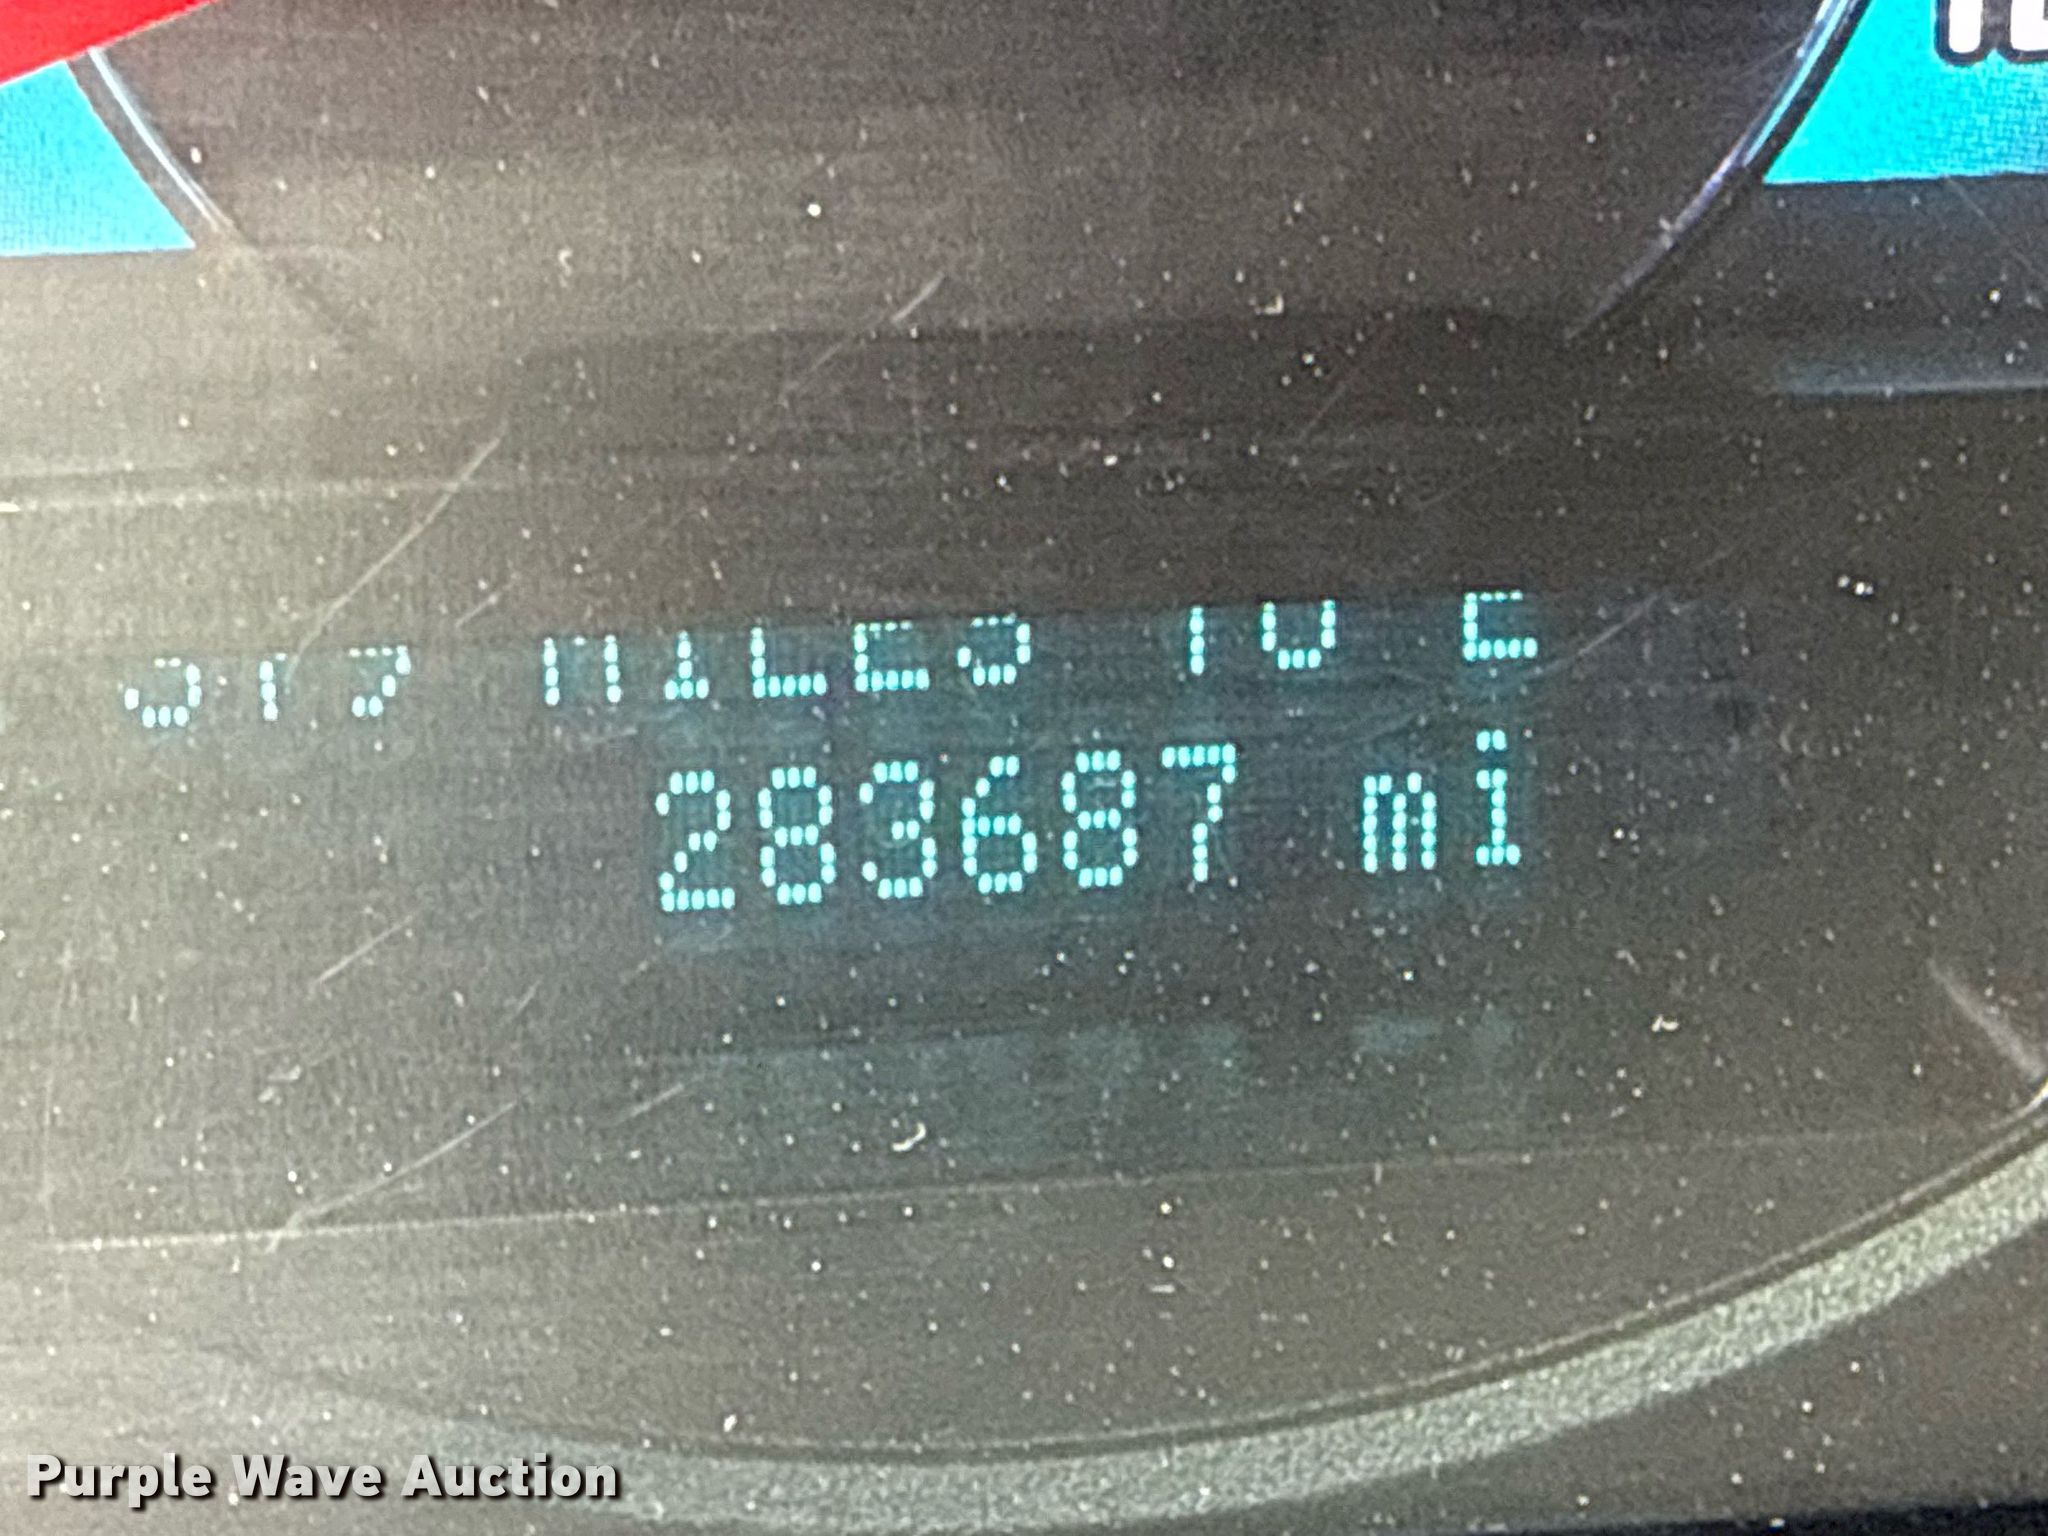 MILES TO E
283687 mi
Purple Wave Auction